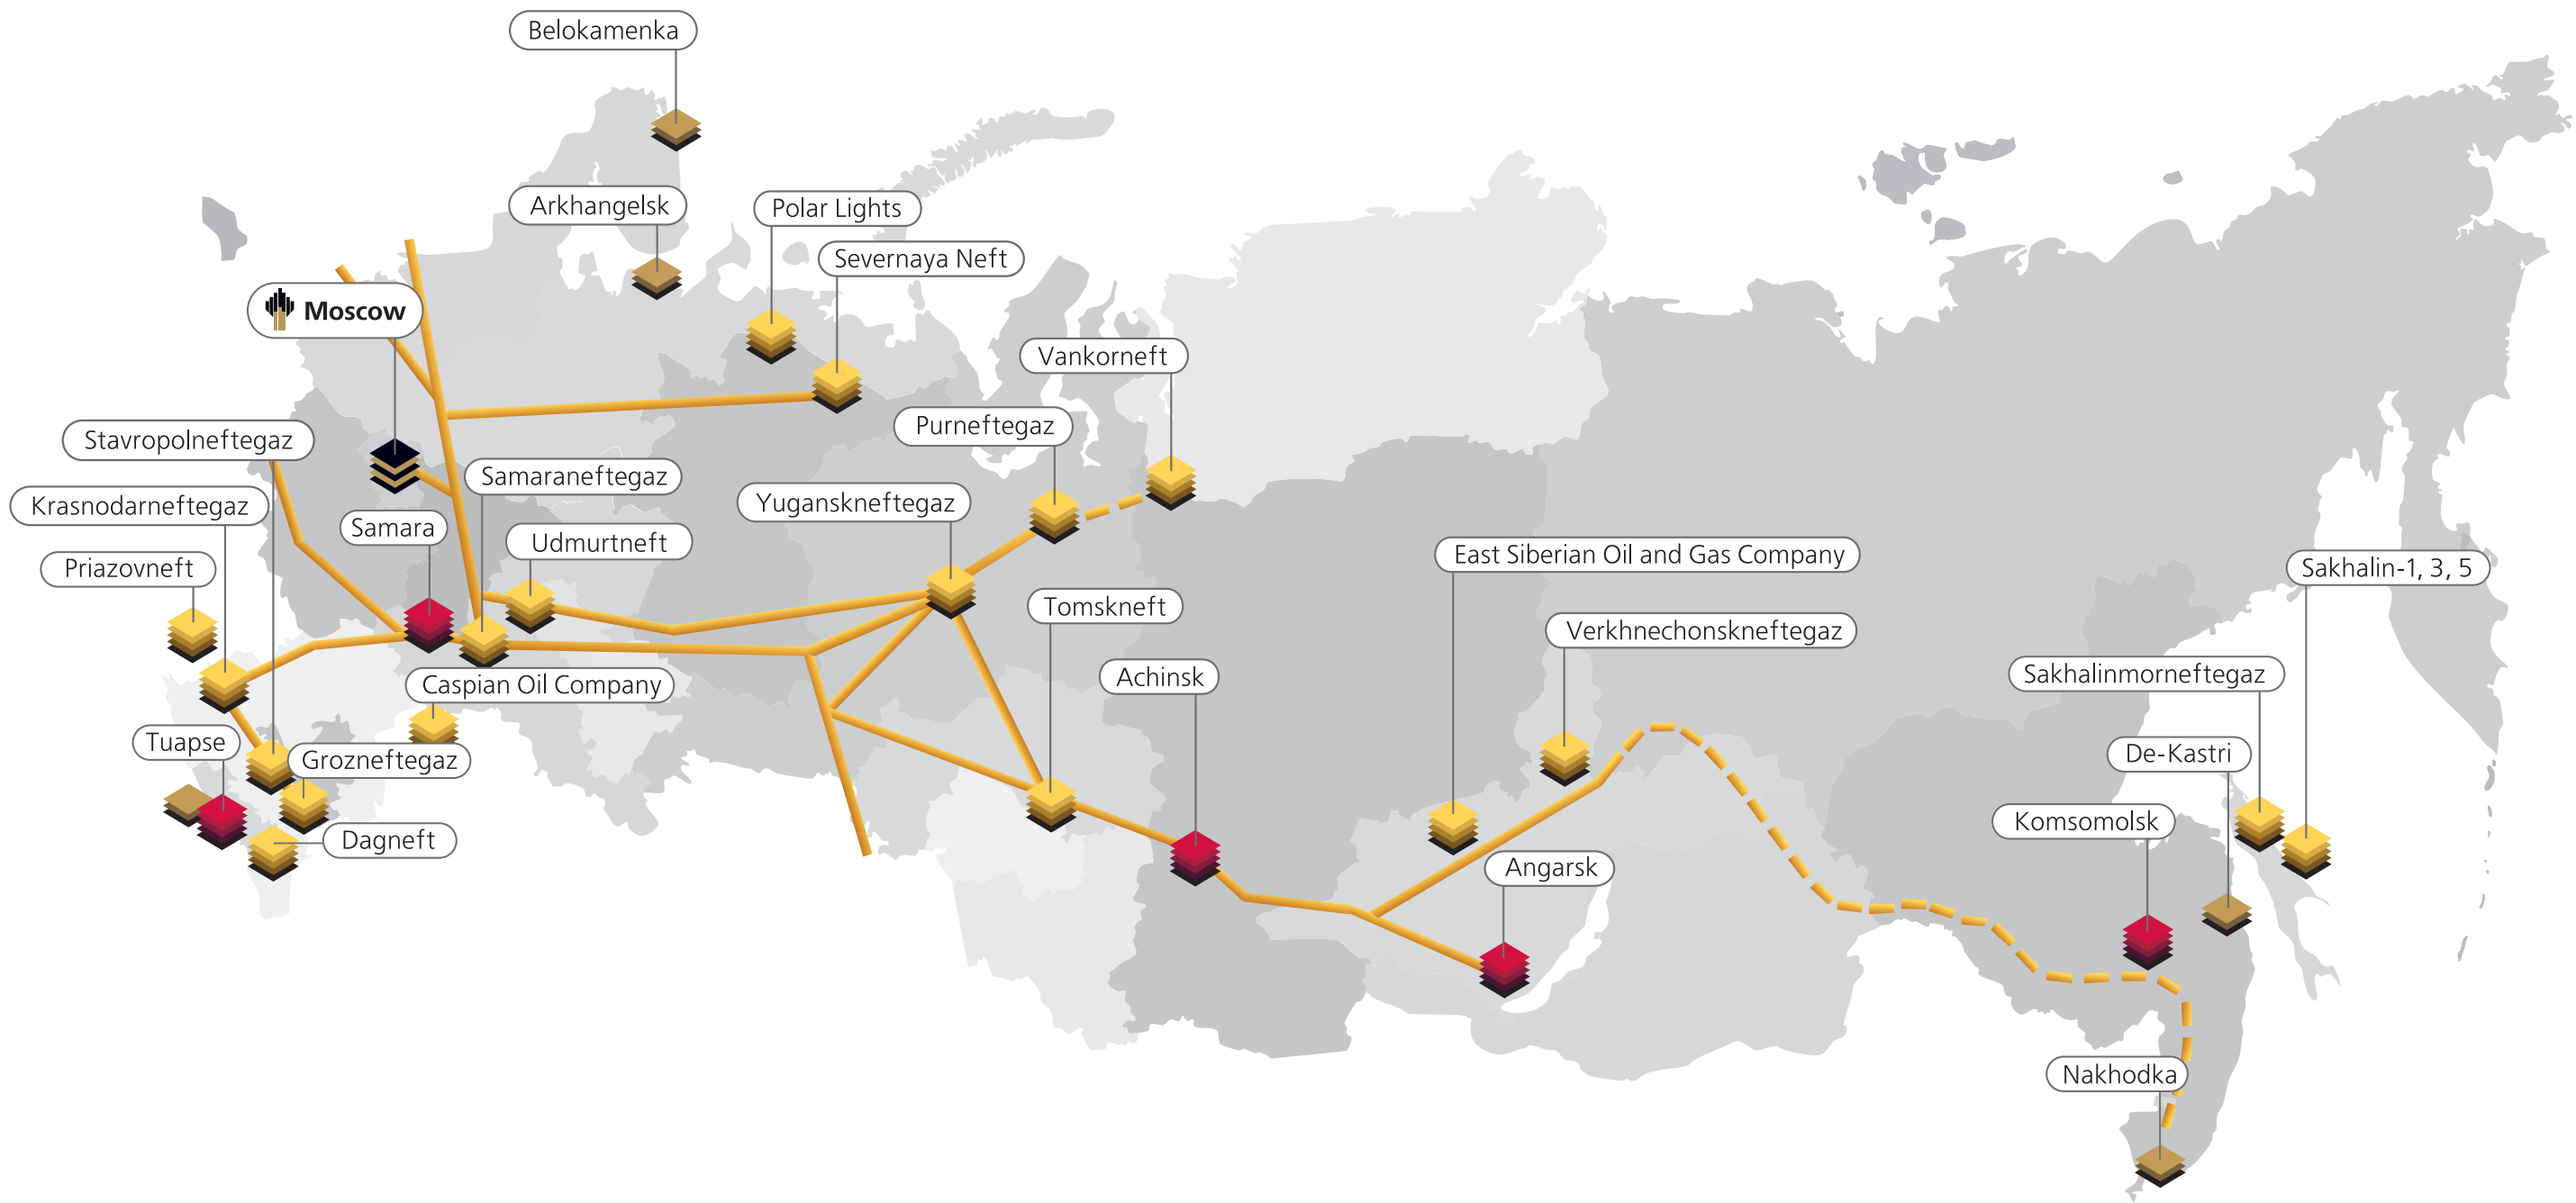 Belokamenka
Arkhangelsk
Polar Lights
Severnaya Neft
Moscow
Vankorneft
Purneftegaz
Stavropolneftegaz
Samaraneftegaz
Yuganskneftegaz
Krasnodarneftegaz
Samara
Udmurtneft
East Siberian Oil and Gas Company
Priazovneft
Sakhalin-1, 3, 5
Tomskneft
Verkhnechonskneftegaz
Achinsk
Sakhalinmorneftegaz
Caspian Oil Company
Tuapse
De-Kastri
Grozneftegaz
Komsomolsk
Dagneft
Angarsk
Nakhodka